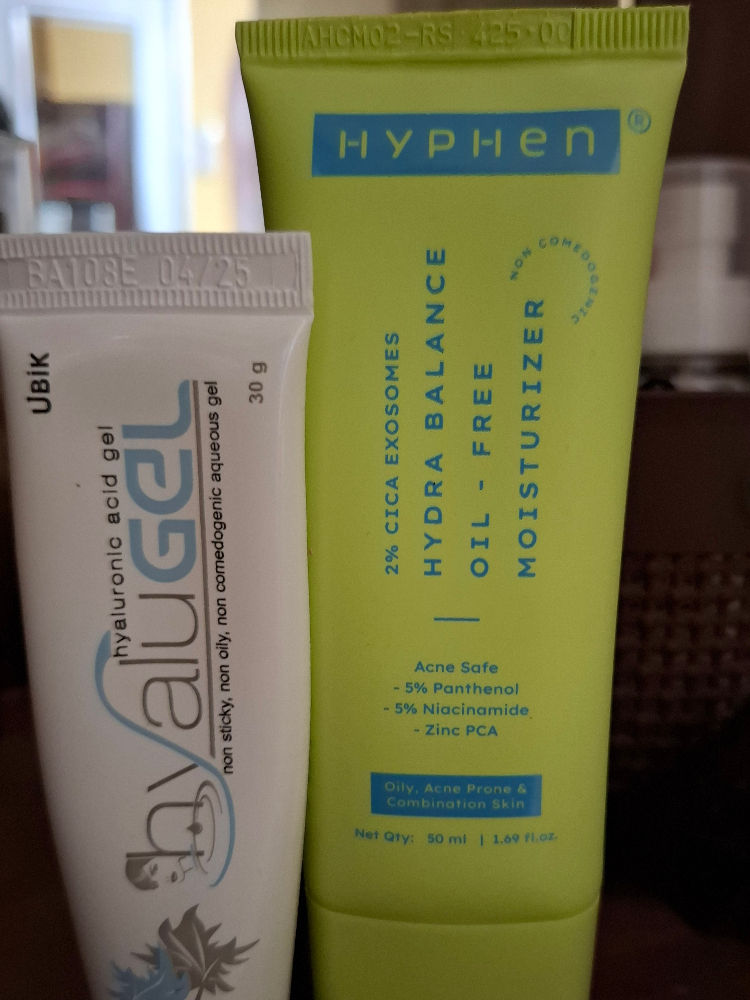 BA108E 04/25
UBiK
hyaluronic acid gel
hyaluGEL
non sticky, non oily, non comedogenic aqueous gel
30 g
AHCM02-RS 425-00
HYPHEN®
NON COMEDOGENIC
2% CICA EXOSOMES
HYDRA BALANCE
OIL - FREE
MOISTURIZER
Acne Safe
- 5% Panthenol
- 5% Niacinamide
- Zinc PCA
Oily, Acne Prone &
Combination Skin
Net Qty: 50 ml | 1.69 fl.oz.